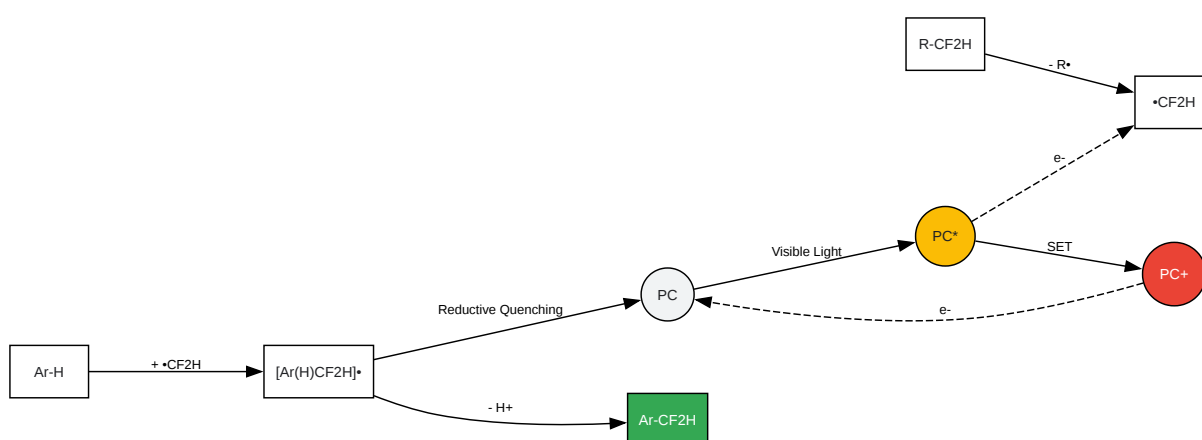 R-CF2H
- R•
•CF2H
e-
PC*
Visible Light
SET
PC+
PC
Reductive Quenching
e-
Ar-H
+ •CF2H
[Ar(H)CF2H]•
- H+
Ar-CF2H